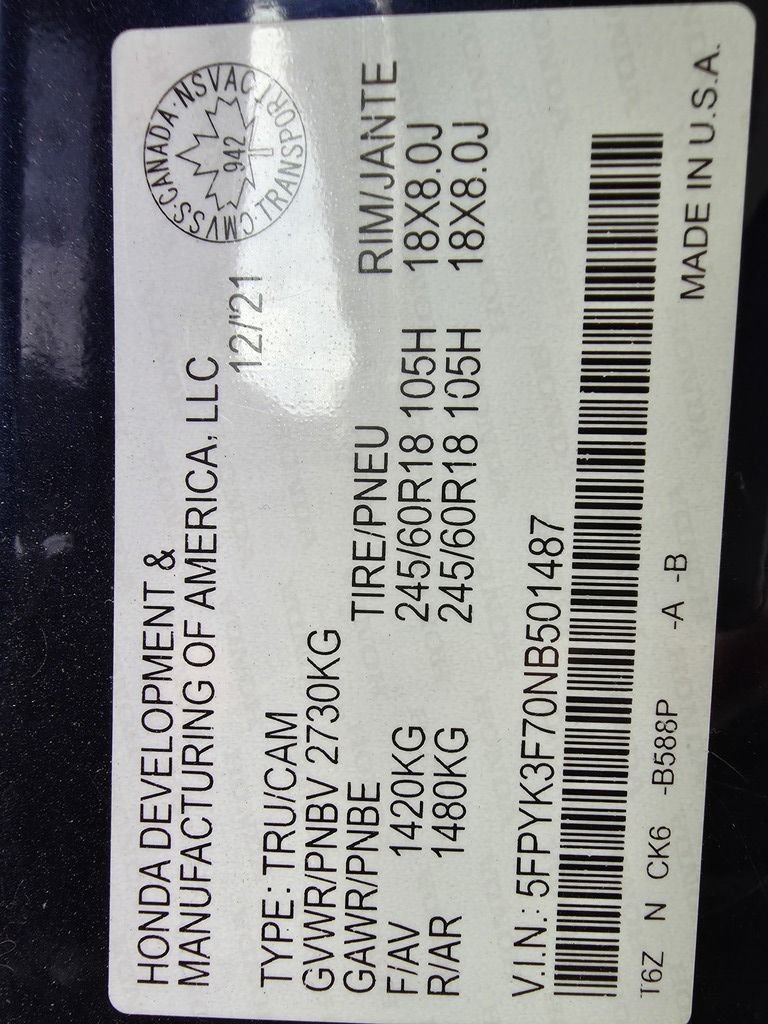 HONDA DEVELOPMENT &
MANUFACTURING OF AMERICA, LLC
CMVSS·CANADA·NSVAC·TRANSPORT
942
TYPE: TRU/CAM 12/'21
GVWR/PNBV 2730KG
GAWR/PNBE TIRE/PNEU RIM/JANTE
F/AV 1420KG 245/60R18 105H 18X8.0J
R/AR 1480KG 245/60R18 105H 18X8.0J
V.I.N.: 5FPYK3F70NB501487
T6Z N CK6 -B588P -A -B
MADE IN U.S.A.